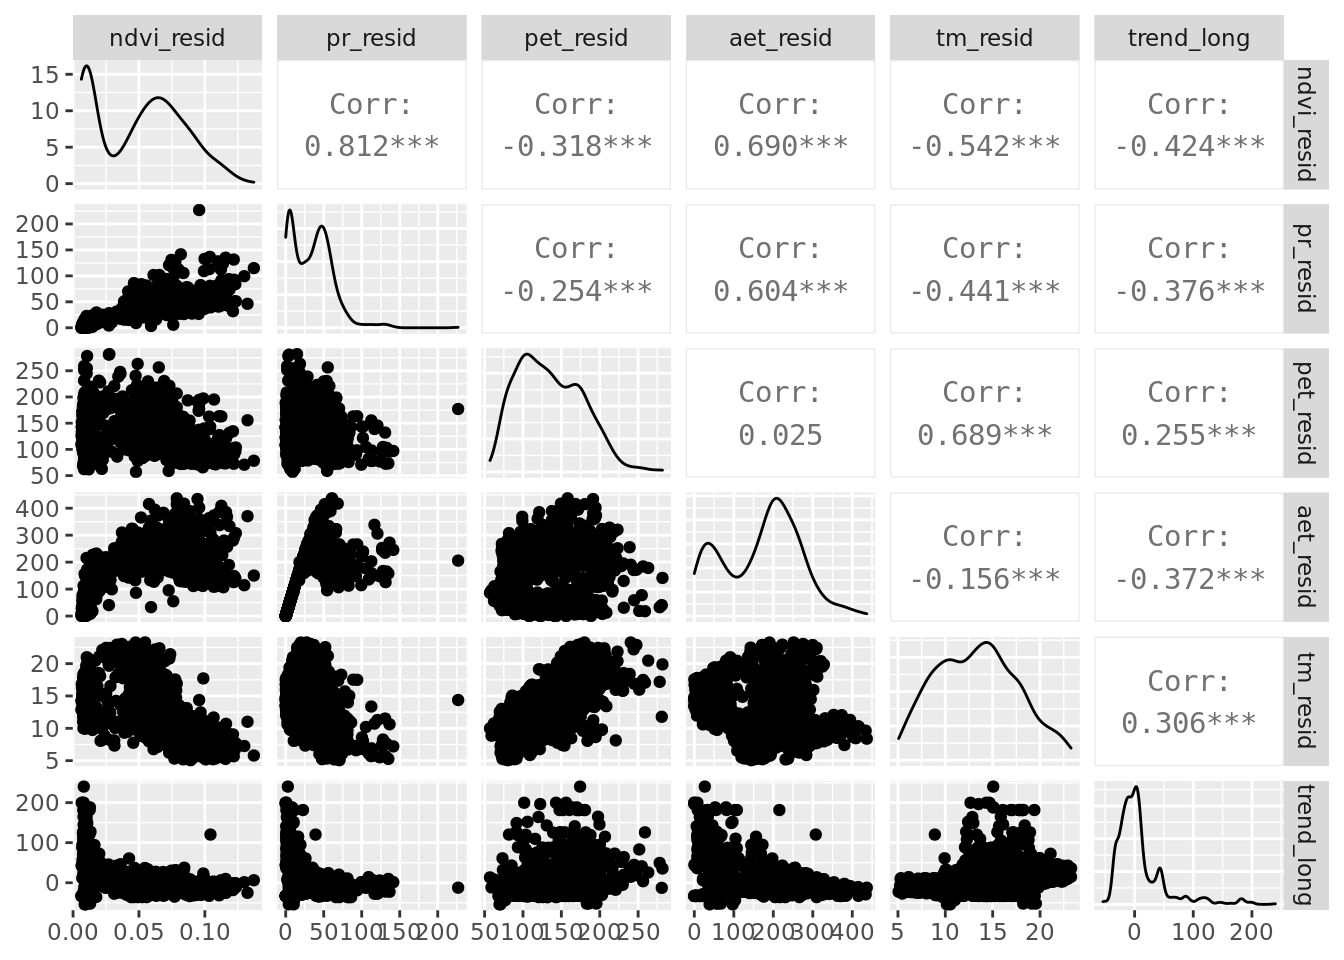 ndvi_resid pr_resid pet_resid aet_resid tm_resid trend_long
15
10
5
0
Corr:
0.812***
Corr:
-0.318***
Corr:
0.690***
Corr:
-0.542***
Corr:
-0.424***
ndvi_resid
200
150
100
50
0
Corr:
-0.254***
Corr:
0.604***
Corr:
-0.441***
Corr:
-0.376***
pr_resid
250
200
150
100
50
Corr:
0.025
Corr:
0.689***
Corr:
0.255***
pet_resid
400
300
200
100
0
Corr:
-0.156***
Corr:
-0.372***
aet_resid
20
15
10
5
Corr:
0.306***
tm_resid
200
100
0
trend_long
0.00 0.05 0.10 0 50 100 150 200 50 100 150 200 250 0 100 200 300 400 5 10 15 20 0 100 200